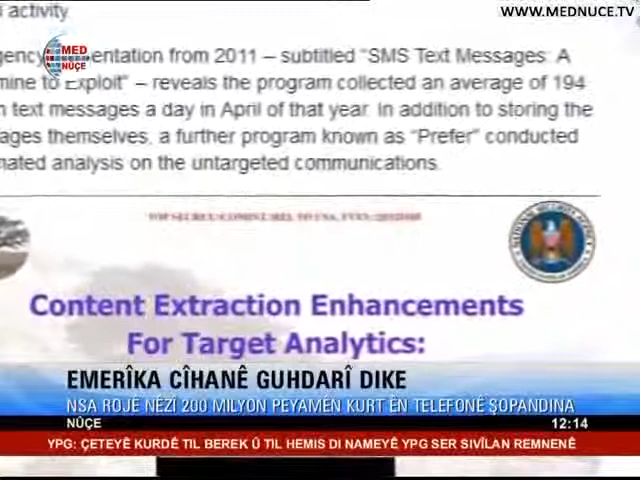 activity
WWW.MEDNUCE.TV
MED
NÛÇE
gency entation from 2011 – subtitled "SMS Text Messages: A
mine to Exploit" – reveals the program collected an average of 194
n text messages a day in April of that year. In addition to storing the
ages themselves, a further program known as "Prefer" conducted
mated analysis on the untargeted communications.
Content Extraction Enhancements
For Target Analytics:
EMERÎKA CÎHANÊ GUHDARÎ DIKE
NSA ROJÊ NÊZÎ 200 MILYON PEYAMÊN KURT ÊN TELEFONÊ ŞOPANDINA
NÛÇE
12:14
YPG: ÇETEYÊ KURDÊ TIL BEREK Û TIL HEMIS DI NAMEYÊ YPG SER SIVÎLAN REMNENÊ